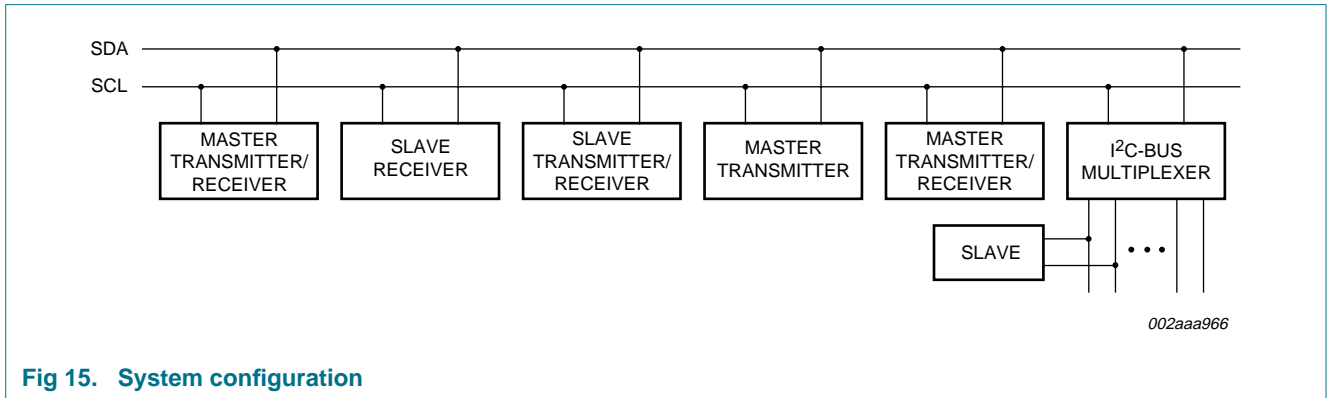 SDA
SCL
MASTER
TRANSMITTER/
RECEIVER
SLAVE
RECEIVER
SLAVE
TRANSMITTER/
RECEIVER
MASTER
TRANSMITTER
MASTER
TRANSMITTER/
RECEIVER
I²C-BUS
MULTIPLEXER
SLAVE
002aaa966
Fig 15. System configuration